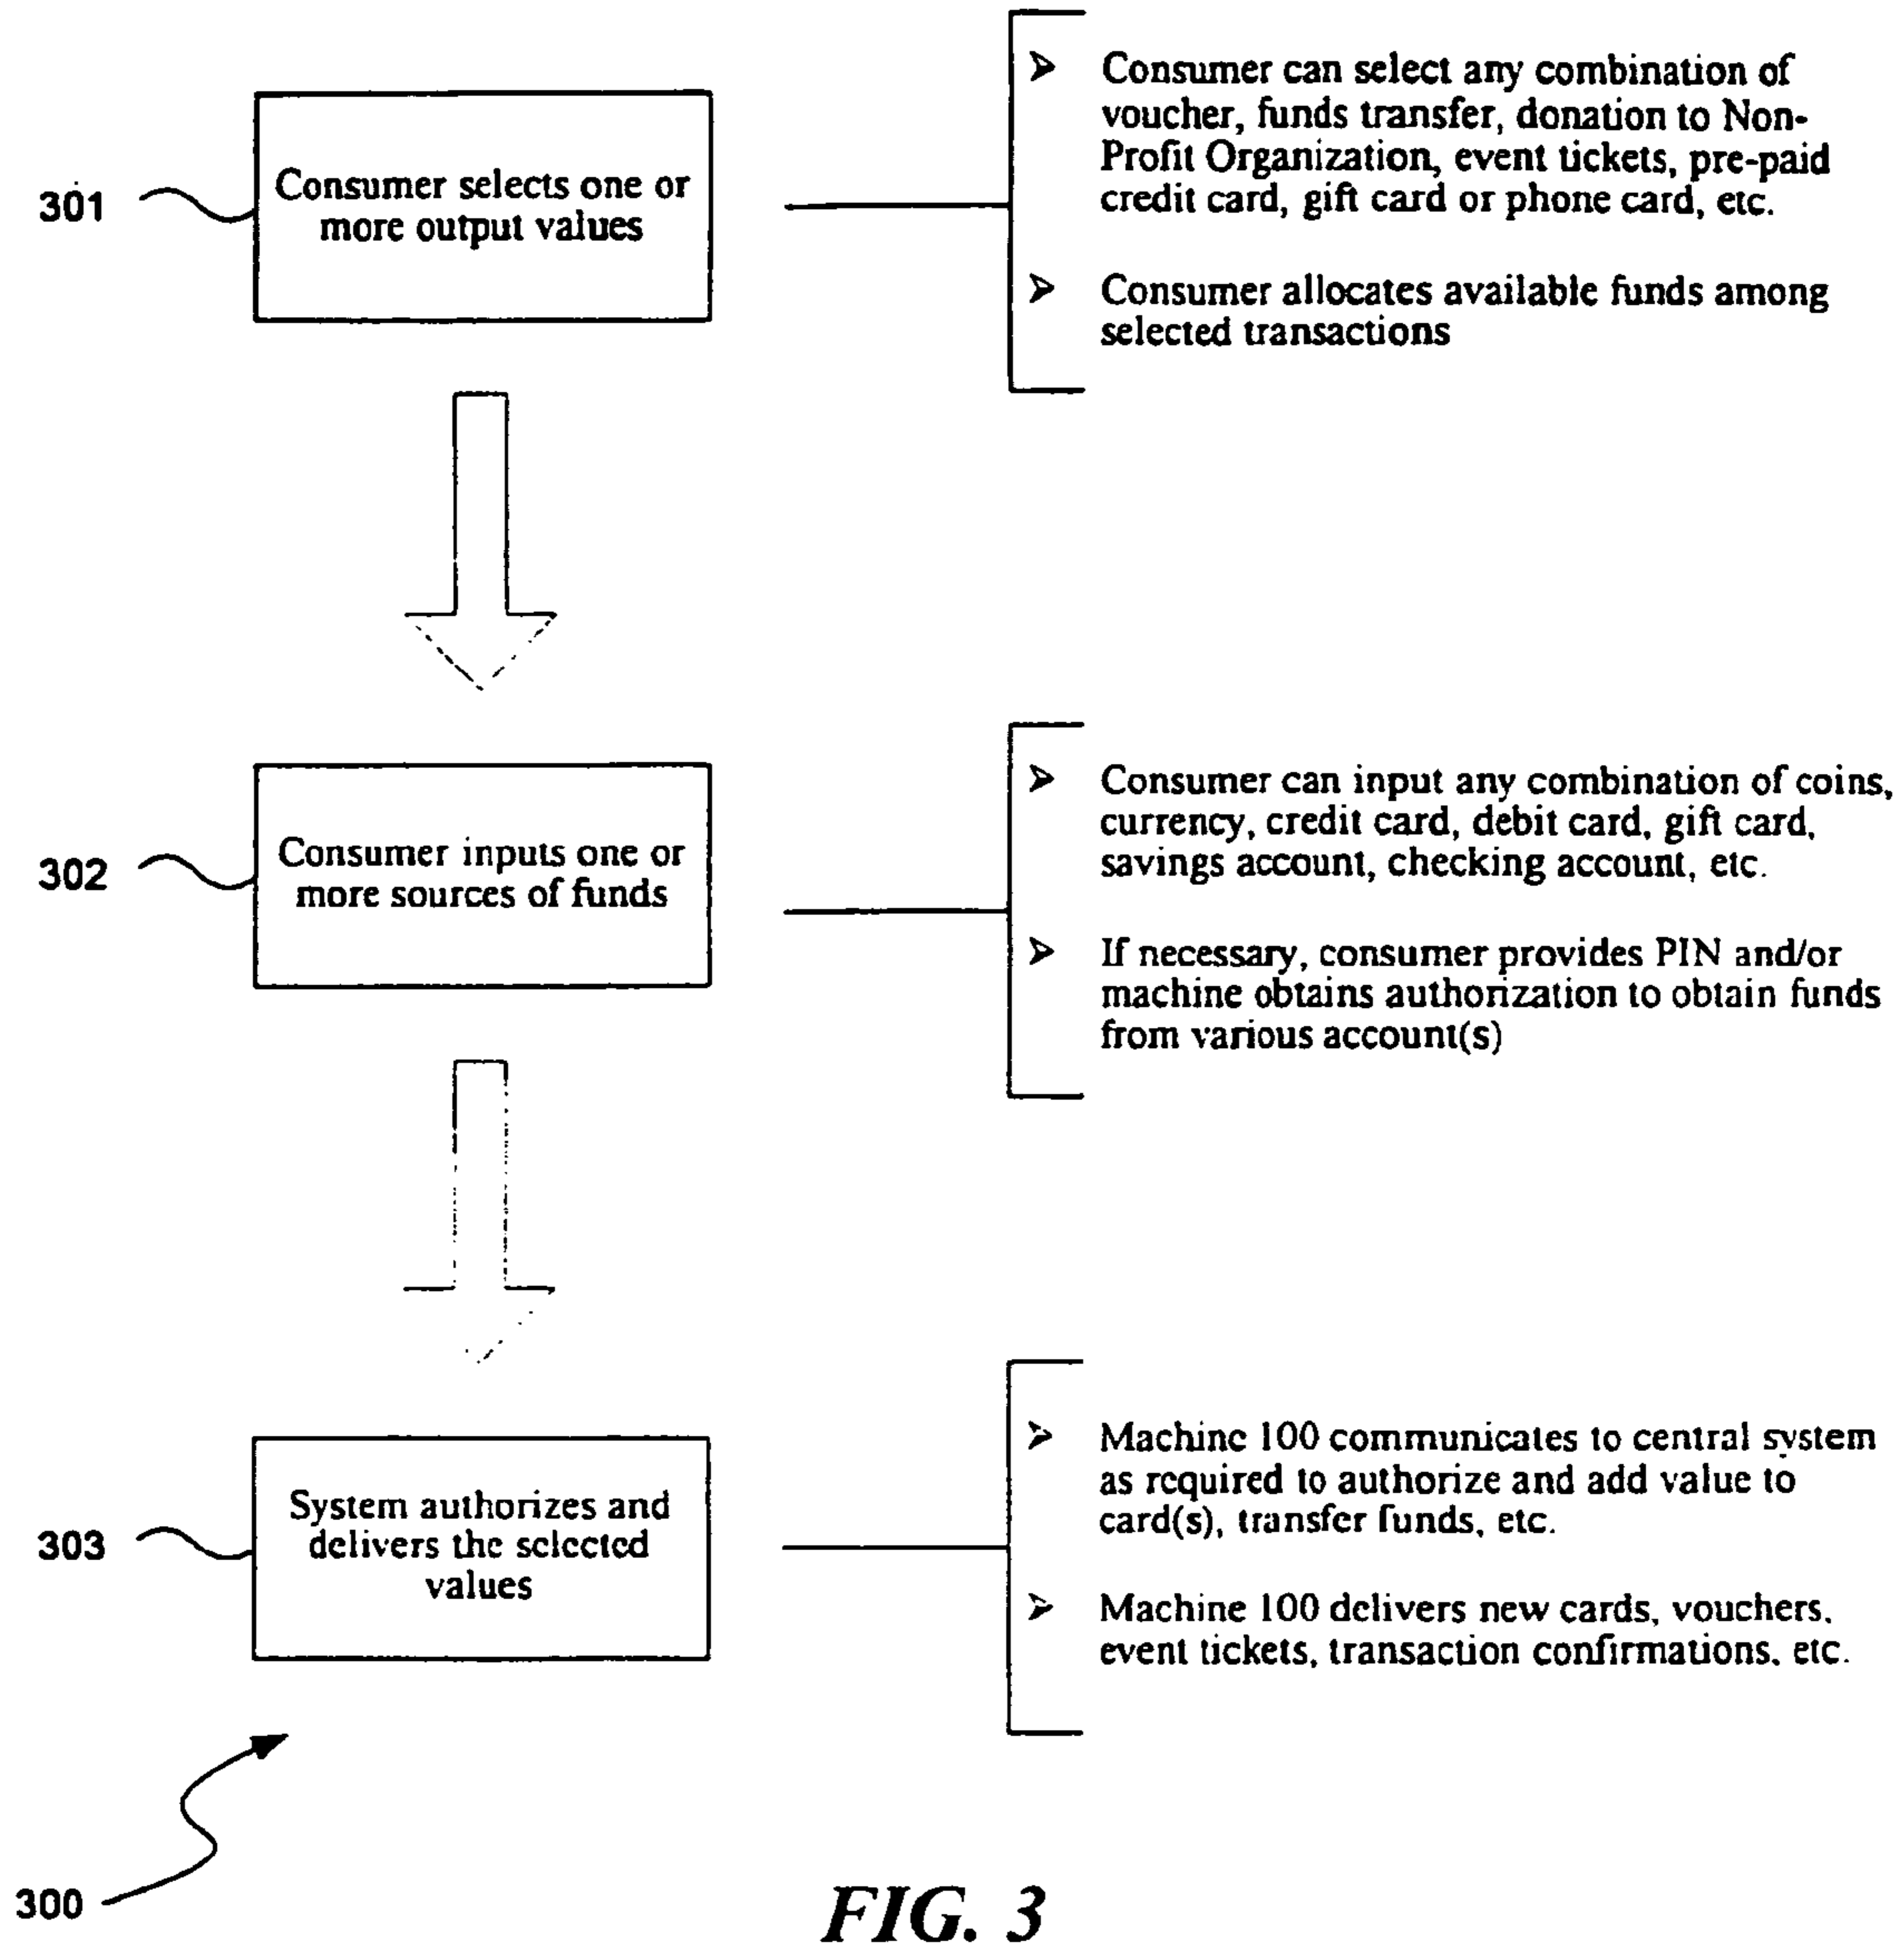 301
Consumer selects one or
more output values
➢ Consumer can select any combination of
voucher, funds transfer, donation to Non-
Profit Organization, event tickets, pre-paid
credit card, gift card or phone card, etc.
➢ Consumer allocates available funds among
selected transactions
302
Consumer inputs one or
more sources of funds
➢ Consumer can input any combination of coins,
currency, credit card, debit card, gift card,
savings account, checking account, etc.
➢ If necessary, consumer provides PIN and/or
machine obtains authorization to obtain funds
from various account(s)
303
System authorizes and
delivers the selected
values
➢ Machine 100 communicates to central system
as required to authorize and add value to
card(s), transfer funds, etc.
➢ Machine 100 delivers new cards, vouchers,
event tickets, transaction confirmations, etc.
300
FIG. 3